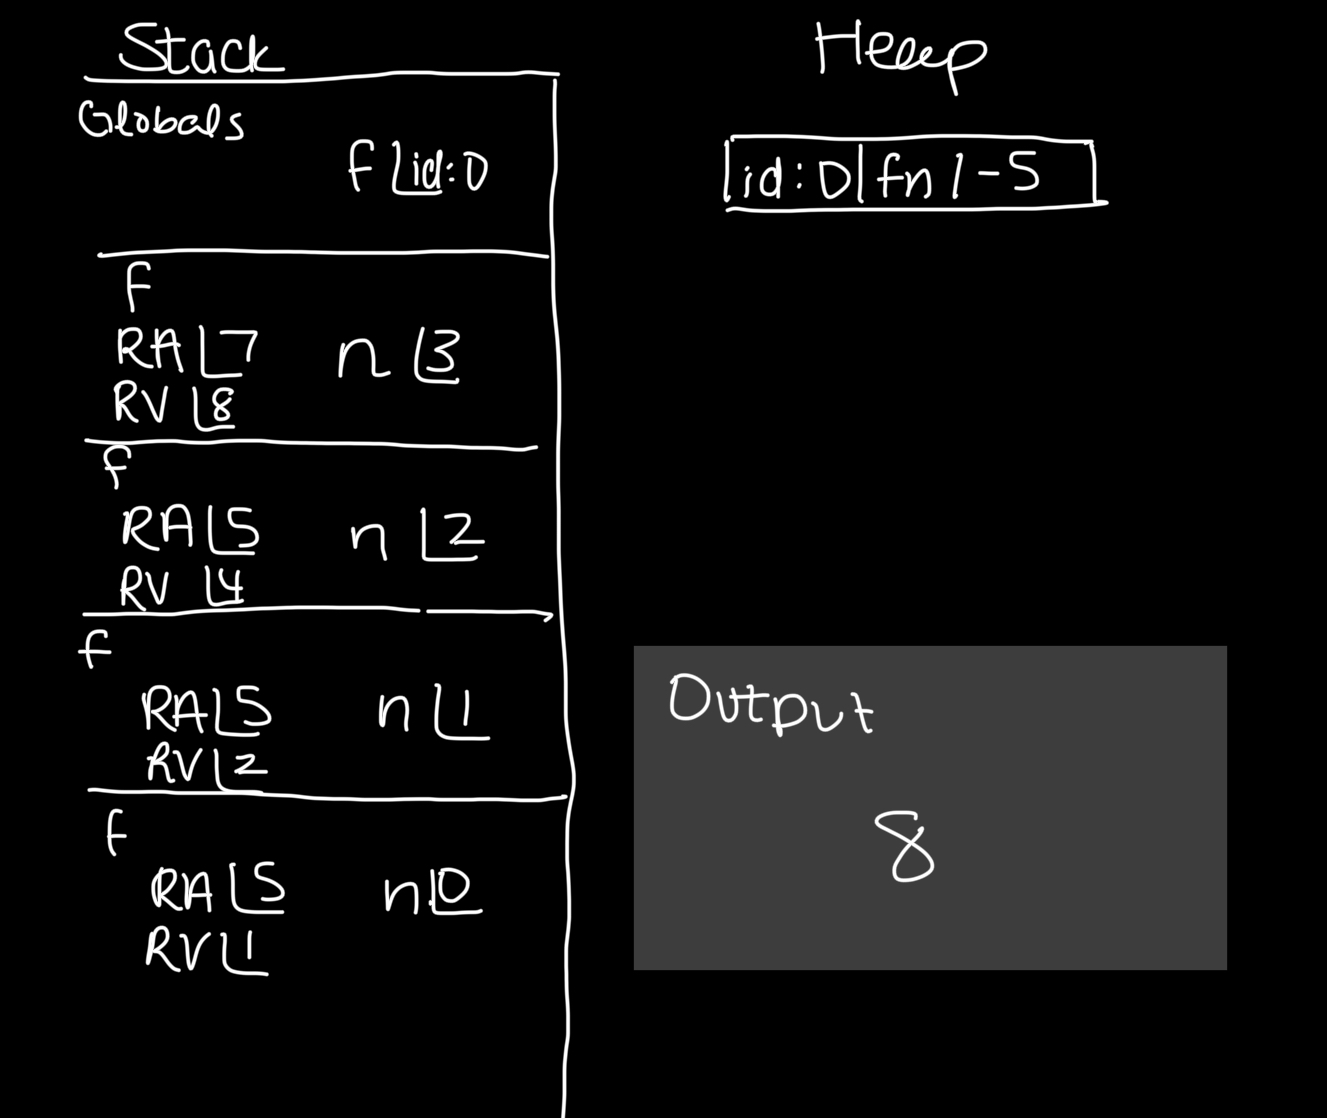 Stack
Globals
f id:0
f
RA 7 n 3
RV 8
f
RA 5 n 2
RV 4
f
RA 5 n 1
RV 2
f
RA 5 n 0
RV 1
Heap
id:0 fn 1-5
Output
8